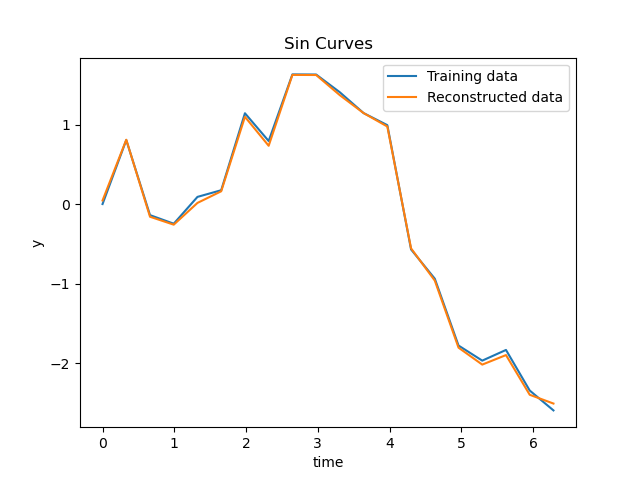 Sin Curves
Training data
Reconstructed data
y
1
0
−1
−2
0 1 2 3 4 5 6
time